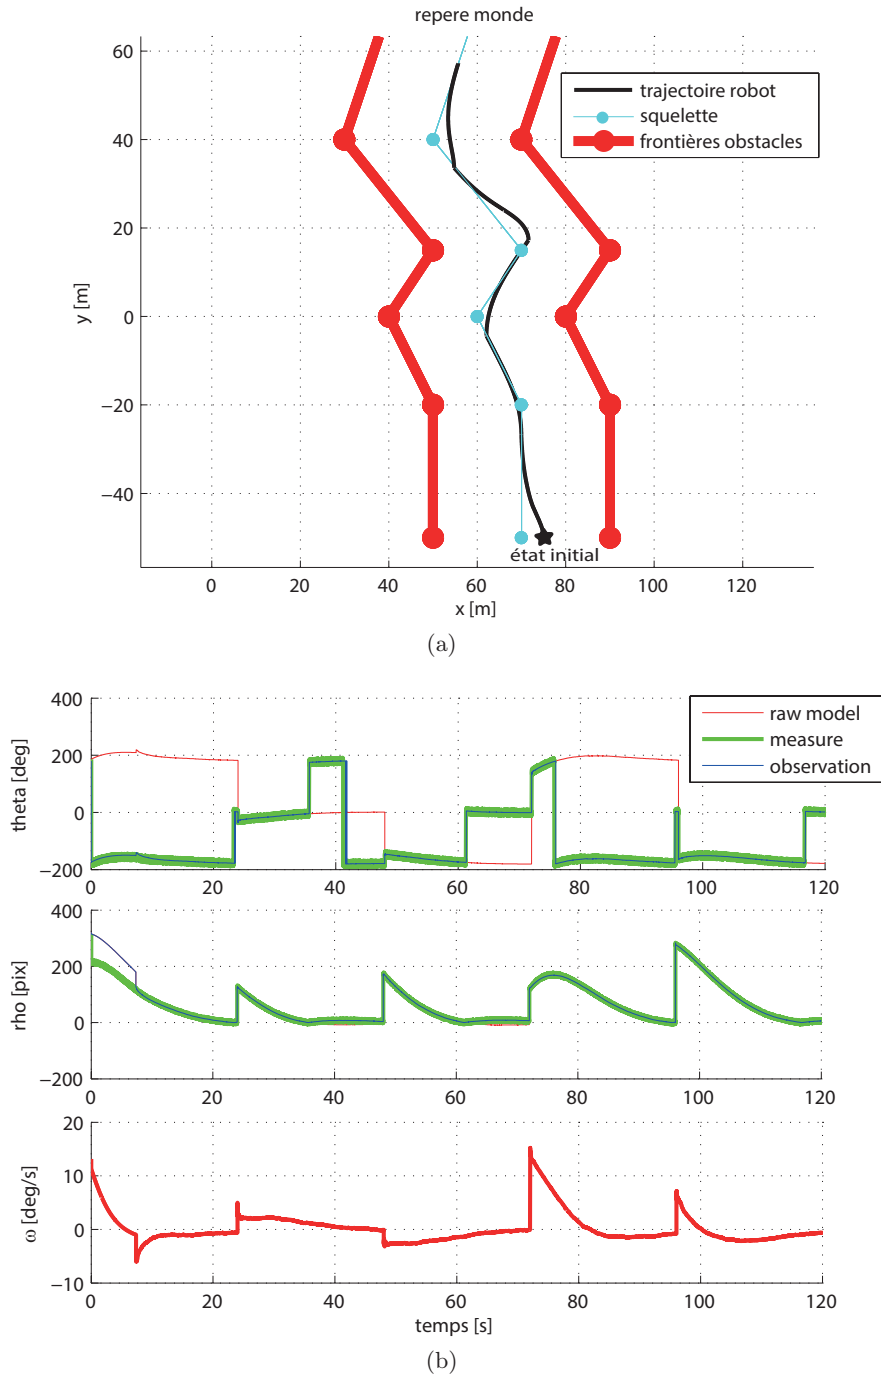 repere monde
60
40
20
0
−20
−40
y [m]
trajectoire robot
squelette
frontières obstacles
état initial
0 20 40 60 80 100 120
x [m]
(a)
400
200
0
−200
theta [deg]
raw model
measure
observation
0 20 40 60 80 100 120
400
200
0
−200
rho [pix]
0 20 40 60 80 100 120
20
10
0
−10
ω [deg/s]
0 20 40 60 80 100 120
temps [s]
(b)